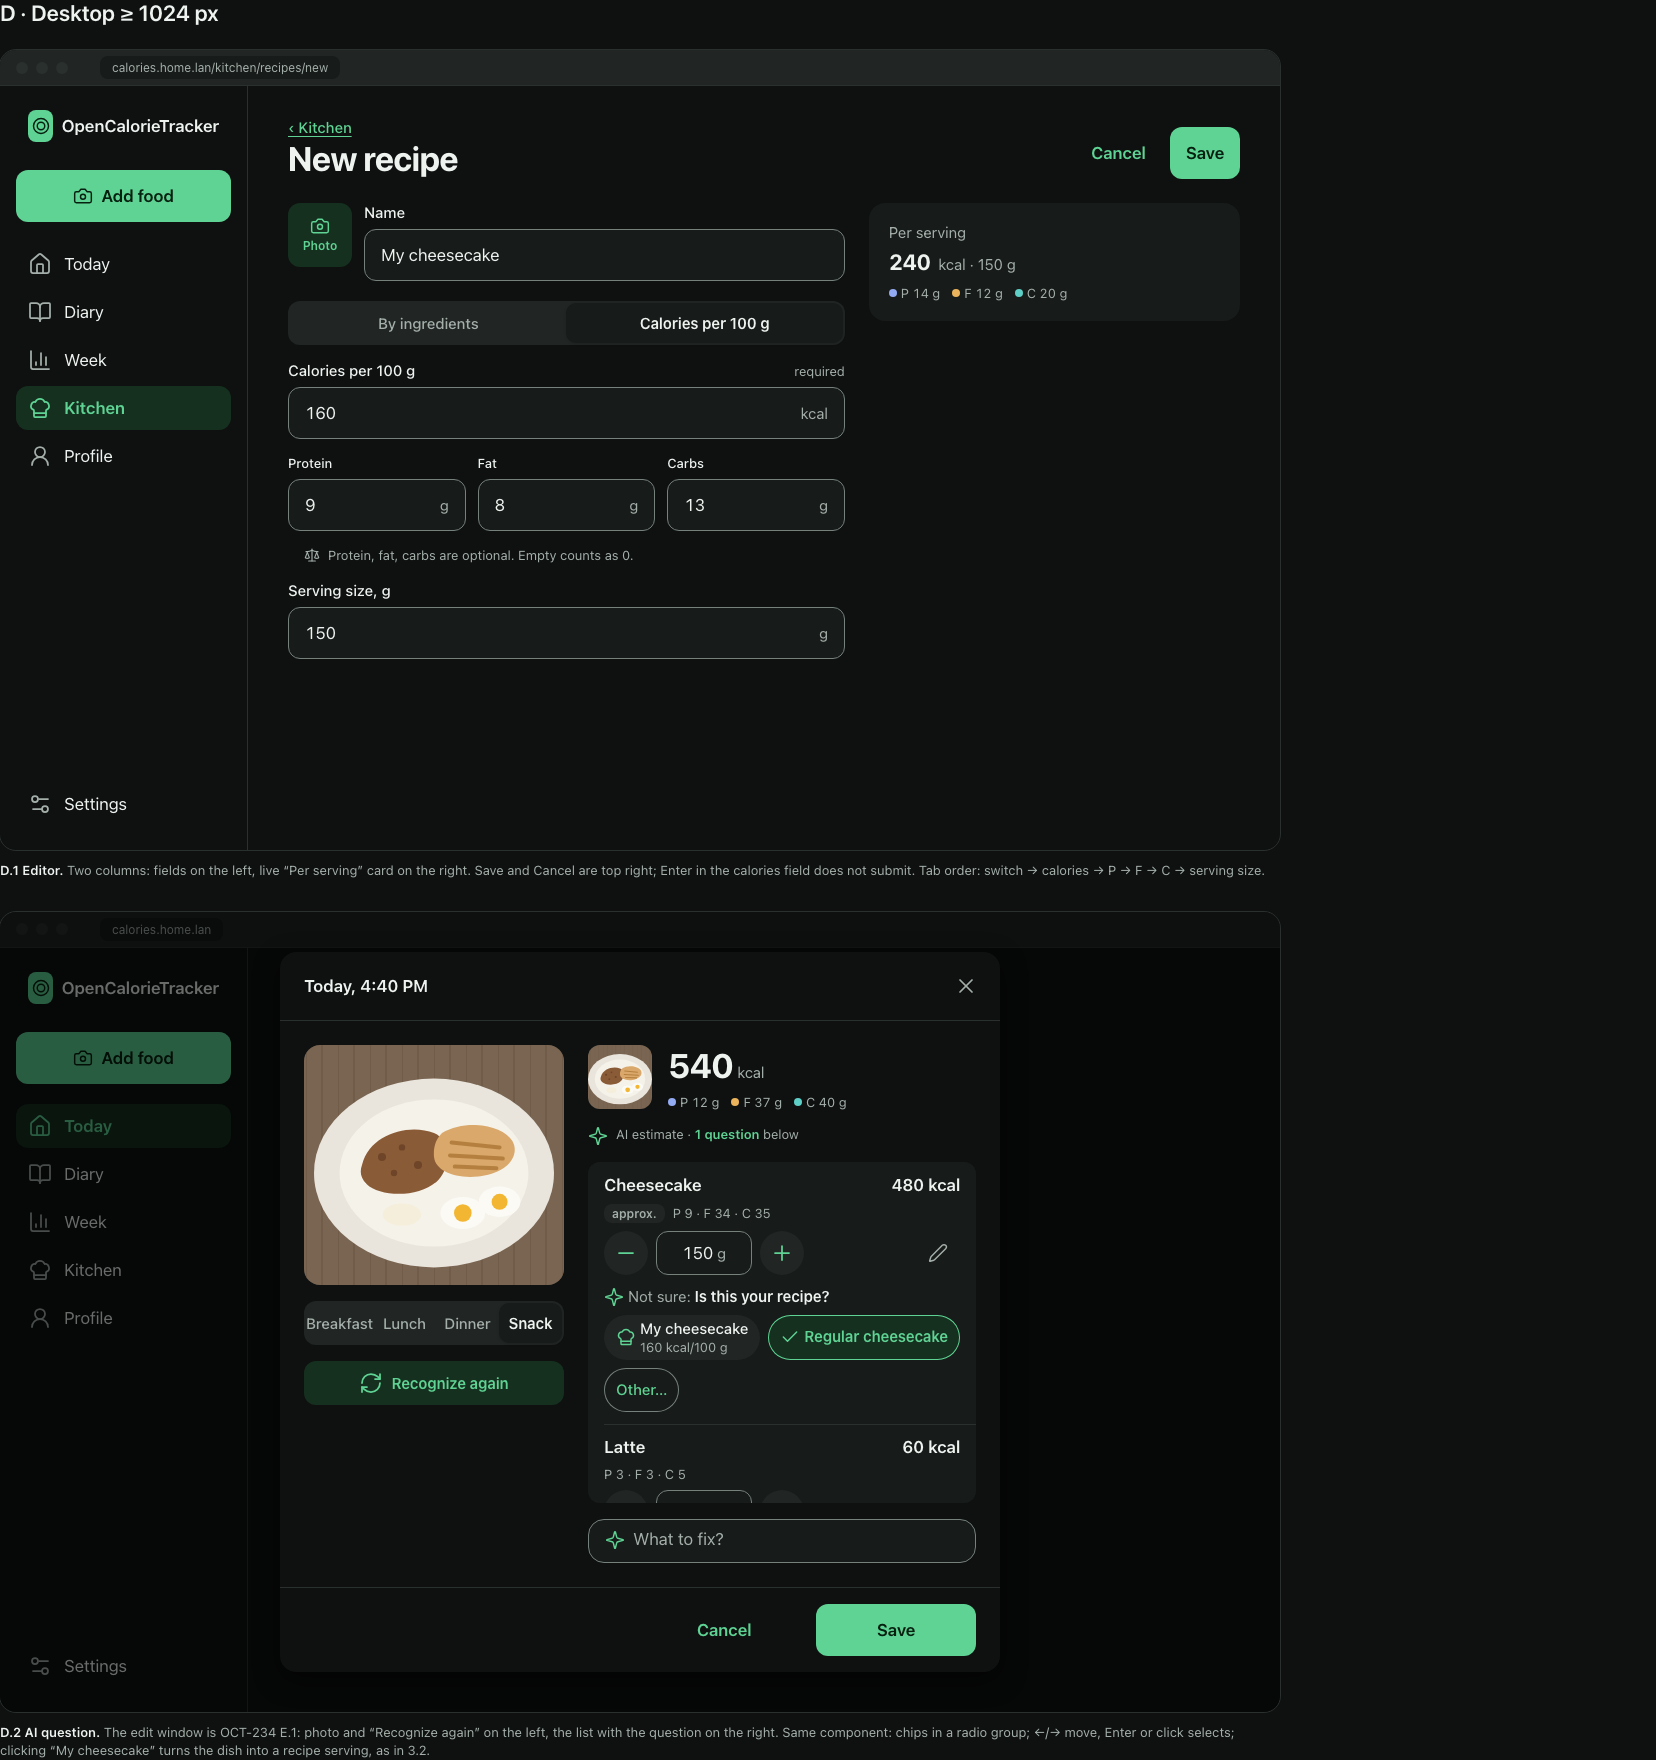 D · Desktop ≥ 1024 px
calories.home.lan/kitchen/recipes/new
OpenCalorieTracker
Add food
Today
Diary
Week
Kitchen
Profile
Settings
‹ Kitchen
New recipe
Cancel
Save
Photo
Name
My cheesecake
By ingredients
Calories per 100 g
Calories per 100 g
required
160
kcal
Protein
Fat
Carbs
9 g
8 g
13 g
Protein, fat, carbs are optional. Empty counts as 0.
Serving size, g
150
g
Per serving
240 kcal · 150 g
P 14 g F 12 g C 20 g
D.1 Editor. Two columns: fields on the left, live “Per serving” card on the right. Save and Cancel are top right; Enter in the calories field does not submit. Tab order: switch → calories → P → F → C → serving size.
calories.home.lan
OpenCalorieTracker
Add food
Today
Diary
Week
Kitchen
Profile
Settings
Today, 4:40 PM
Breakfast Lunch Dinner Snack
Recognize again
540 kcal
P 12 g F 37 g C 40 g
AI estimate · 1 question below
Cheesecake 480 kcal
approx. P 9 · F 34 · C 35
150 g
Not sure: Is this your recipe?
My cheesecake
160 kcal/100 g
Regular cheesecake
Other...
Latte 60 kcal
P 3 · F 3 · C 5
What to fix?
Cancel
Save
D.2 AI question. The edit window is OCT-234 E.1: photo and “Recognize again” on the left, the list with the question on the right. Same component: chips in a radio group; ←/→ move, Enter or click selects;
clicking “My cheesecake” turns the dish into a recipe serving, as in 3.2.